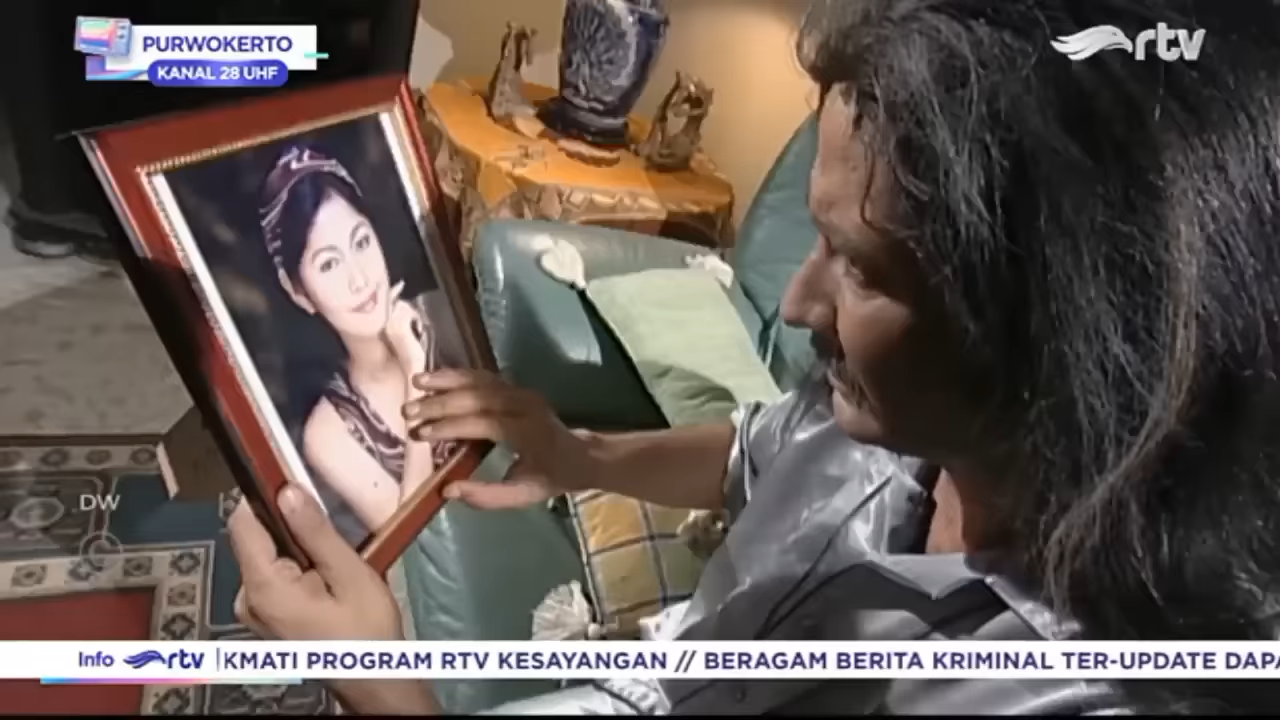 PURWOKERTO
KANAL 28 UHF
rtv
DW
Info rtv KMATI PROGRAM RTV KESAYANGAN // BERAGAM BERITA KRIMINAL TER-UPDATE DAPA